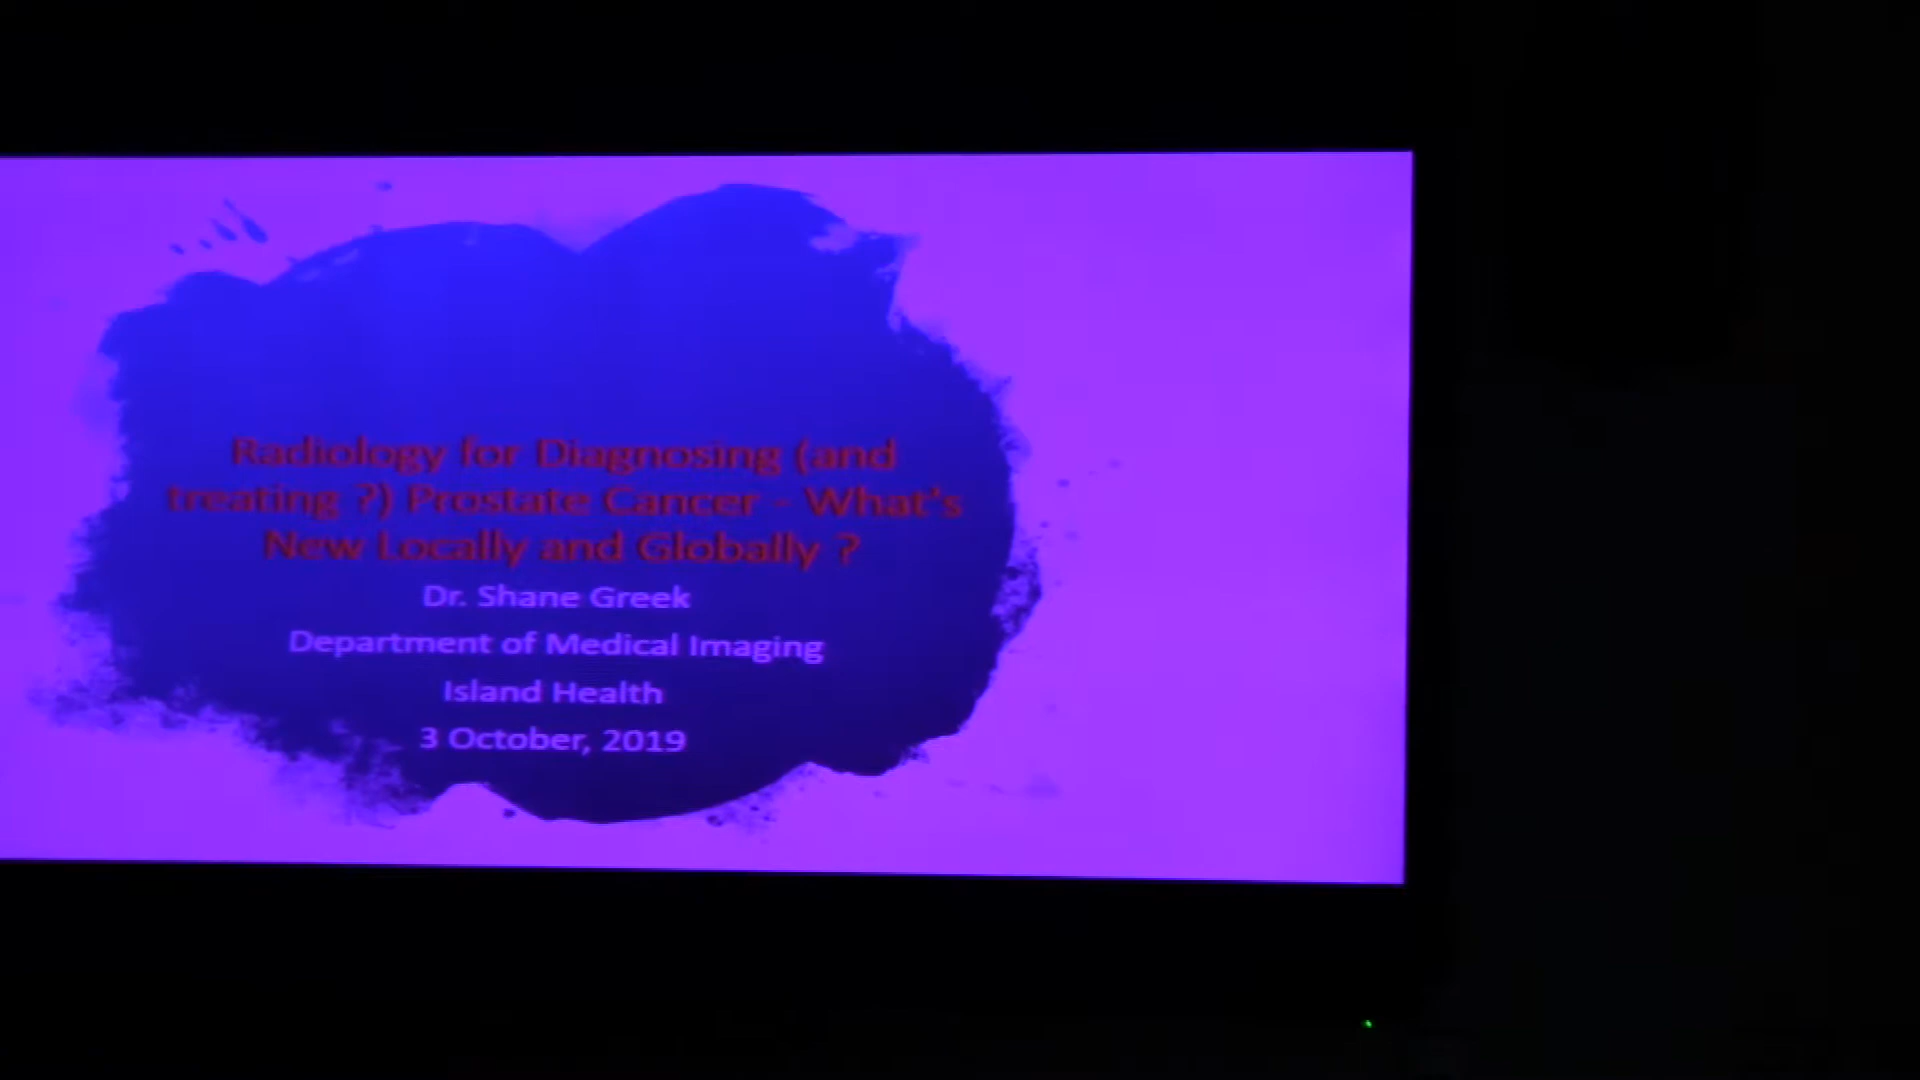 Radiology for Diagnosing (and
treating ?) Prostate Cancer - What's
New Locally and Globally ?
Dr. Shane Greek
Department of Medical Imaging
Island Health
3 October, 2019